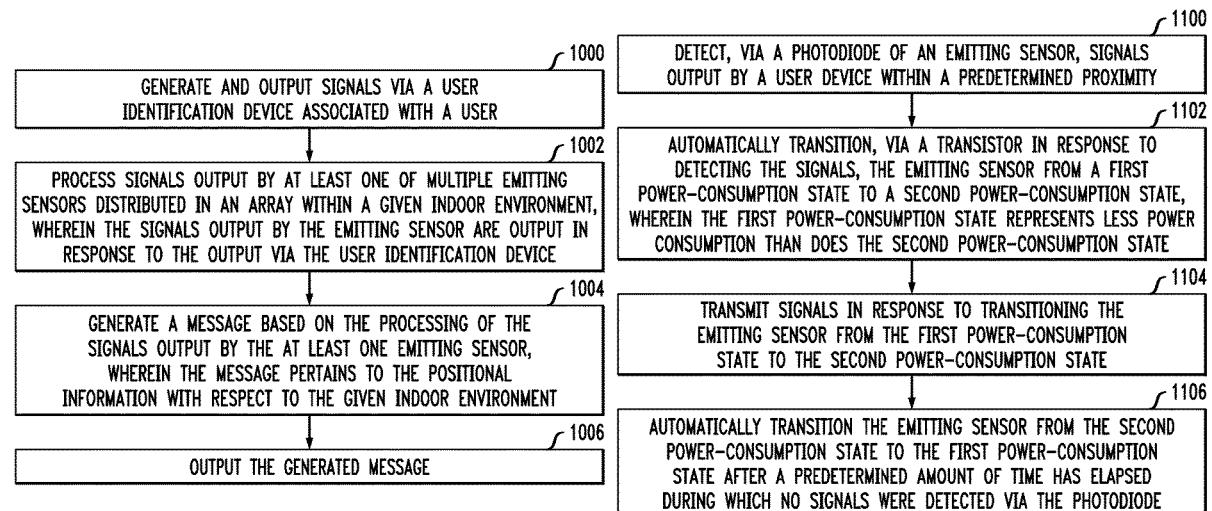 1000
GENERATE AND OUTPUT SIGNALS VIA A USER
IDENTIFICATION DEVICE ASSOCIATED WITH A USER
1002
PROCESS SIGNALS OUTPUT BY AT LEAST ONE OF MULTIPLE EMITTING
SENSORS DISTRIBUTED IN AN ARRAY WITHIN A GIVEN INDOOR ENVIRONMENT,
WHEREIN THE SIGNALS OUTPUT BY THE EMITTING SENSOR ARE OUTPUT IN
RESPONSE TO THE OUTPUT VIA THE USER IDENTIFICATION DEVICE
1004
GENERATE A MESSAGE BASED ON THE PROCESSING OF THE
SIGNALS OUTPUT BY THE AT LEAST ONE EMITTING SENSOR,
WHEREIN THE MESSAGE PERTAINS TO THE POSITIONAL
INFORMATION WITH RESPECT TO THE GIVEN INDOOR ENVIRONMENT
1006
OUTPUT THE GENERATED MESSAGE
1100
DETECT, VIA A PHOTODIODE OF AN EMITTING SENSOR, SIGNALS
OUTPUT BY A USER DEVICE WITHIN A PREDETERMINED PROXIMITY
1102
AUTOMATICALLY TRANSITION, VIA A TRANSISTOR IN RESPONSE TO
DETECTING THE SIGNALS, THE EMITTING SENSOR FROM A FIRST
POWER-CONSUMPTION STATE TO A SECOND POWER-CONSUMPTION STATE,
WHEREIN THE FIRST POWER-CONSUMPTION STATE REPRESENTS LESS POWER
CONSUMPTION THAN DOES THE SECOND POWER-CONSUMPTION STATE
1104
TRANSMIT SIGNALS IN RESPONSE TO TRANSITIONING THE
EMITTING SENSOR FROM THE FIRST POWER-CONSUMPTION
STATE TO THE SECOND POWER-CONSUMPTION STATE
1106
AUTOMATICALLY TRANSITION THE EMITTING SENSOR FROM THE SECOND
POWER-CONSUMPTION STATE TO THE FIRST POWER-CONSUMPTION
STATE AFTER A PREDETERMINED AMOUNT OF TIME HAS ELAPSED
DURING WHICH NO SIGNALS WERE DETECTED VIA THE PHOTODIODE